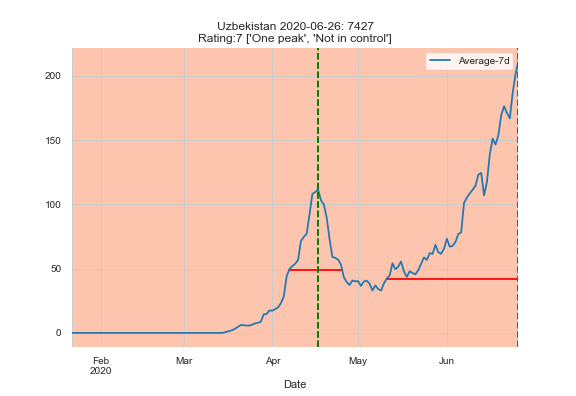 Uzbekistan 2020-06-26: 7427
Rating:7 ['One peak', 'Not in control']
Average-7d
200
150
100
50
0
Feb
2020
Mar
Apr
May
Jun
Date